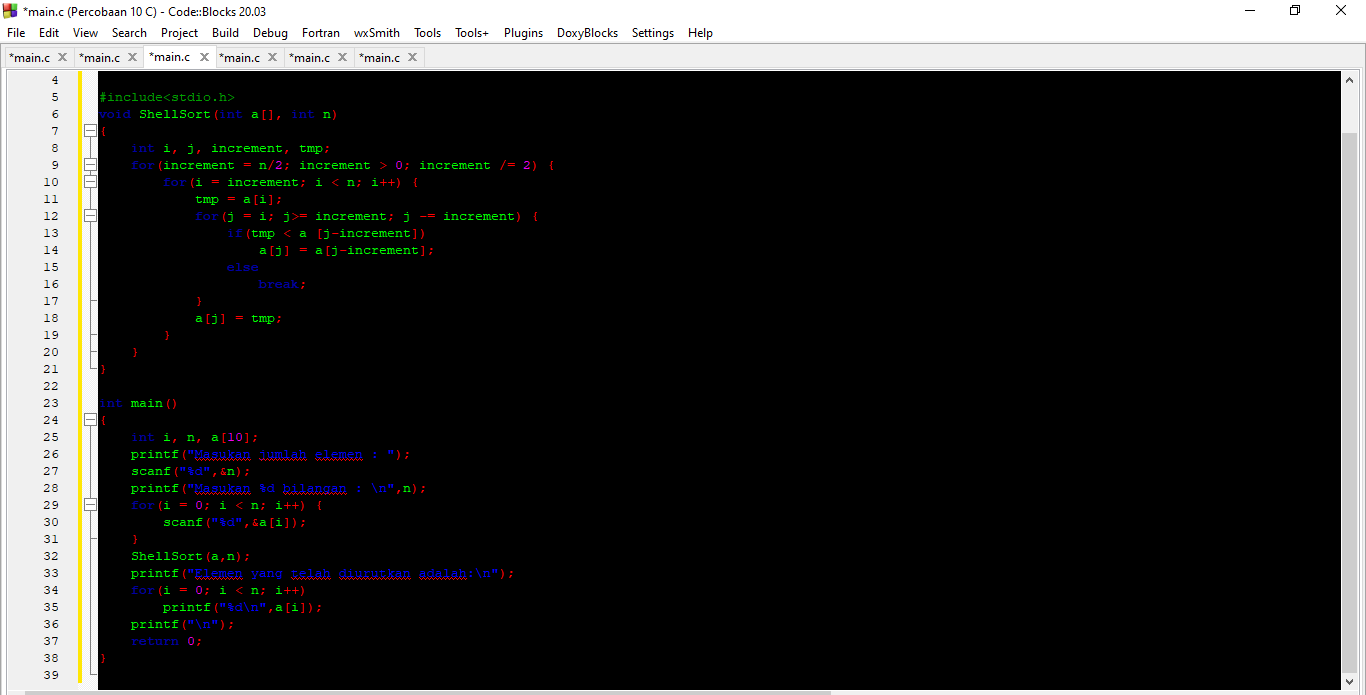 *main.c (Percobaan 10 C) - Code::Blocks 20.03
File Edit View Search Project Build Debug Fortran wxSmith Tools Tools+ Plugins DoxyBlocks Settings Help
*main.c *main.c *main.c *main.c *main.c *main.c
4
5 #include<stdio.h>
6 void ShellSort(int a[], int n)
7 {
8 int i, j, increment, tmp;
9 for(increment = n/2; increment > 0; increment /= 2) {
10 for(i = increment; i < n; i++) {
11 tmp = a[i];
12 for(j = i; j>= increment; j -= increment) {
13 if(tmp < a [j-increment])
14 a[j] = a[j-increment];
15 else
16 break;
17 }
18 a[j] = tmp;
19 }
20 }
21 }
22
23 int main()
24 {
25 int i, n, a[10];
26 printf("Masukan jumlah elemen : ");
27 scanf("%d",&n);
28 printf("Masukan %d bilangan : \n",n);
29 for(i = 0; i < n; i++) {
30 scanf("%d",&a[i]);
31 }
32 ShellSort(a,n);
33 printf("Elemen yang telah diurutkan adalah:\n");
34 for(i = 0; i < n; i++)
35 printf("%d\n",a[i]);
36 printf("\n");
37 return 0;
38 }
39